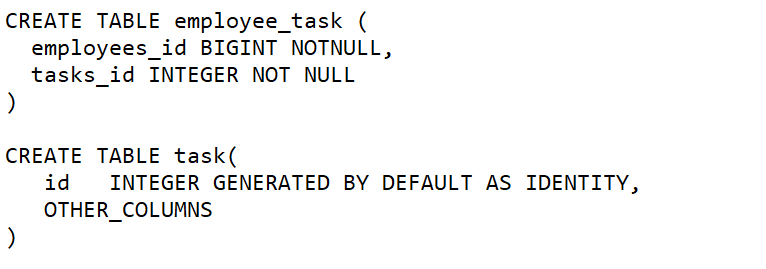 CREATE TABLE employee_task (
  employees_id BIGINT NOTNULL,
  tasks_id INTEGER NOT NULL
)

CREATE TABLE task(
   id   INTEGER GENERATED BY DEFAULT AS IDENTITY,
   OTHER_COLUMNS
)